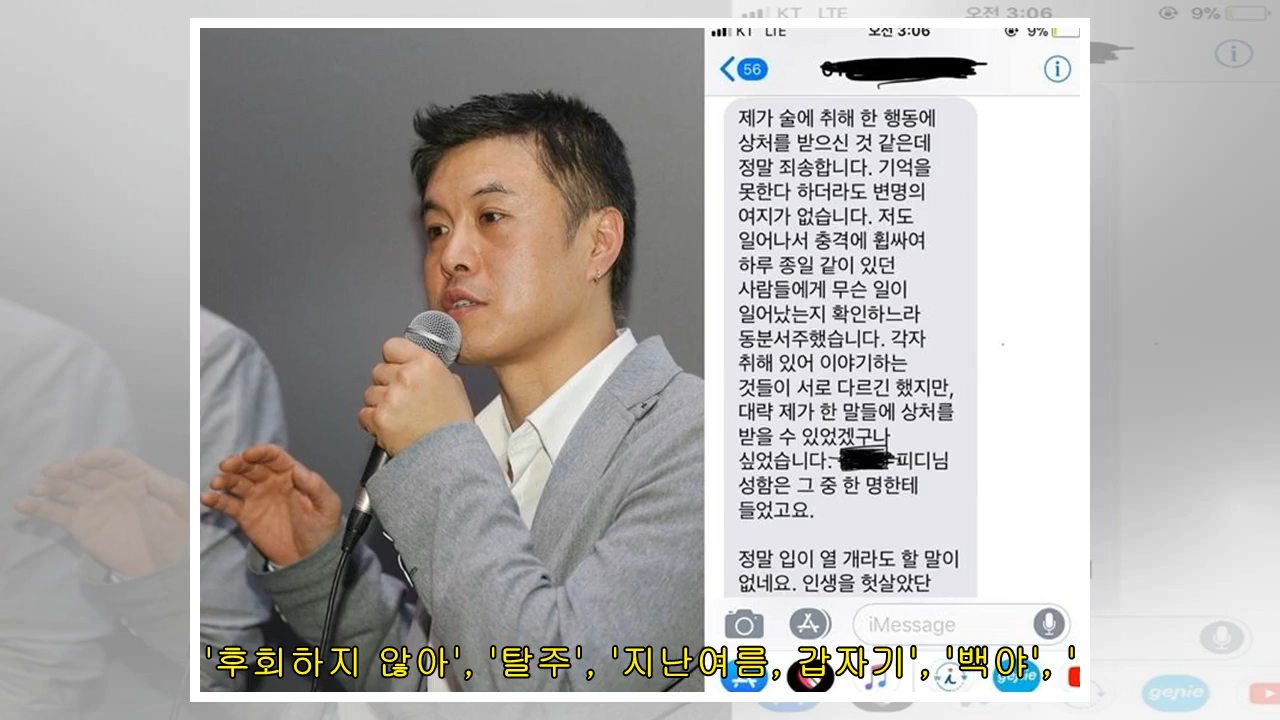 KT LTE
오전 3:06
9%
KT LTE
오전 3:06
9%
56
제가 술에 취해 한 행동에
상처를 받으신 것 같은데
정말 죄송합니다. 기억을
못한다 하더라도 변명의
여지가 없습니다. 저도
일어나서 충격에 휩싸여
하루 종일 같이 있던
사람들에게 무슨 일이
일어났는지 확인하느라
동분서주했습니다. 각자
취해 있어 이야기하는
것들이 서로 다르긴 했지만,
대략 제가 한 말들에 상처를
받을 수 있었겠구나
싶었습니다. 피디님
성함은 그 중 한 명한테
들었고요.
정말 입이 열 개라도 할 말이
없네요. 인생을 헛살았단
iMessage
'후회하지 않아', '탈주', '지난여름, 갑자기', '백야', '
genie
genie